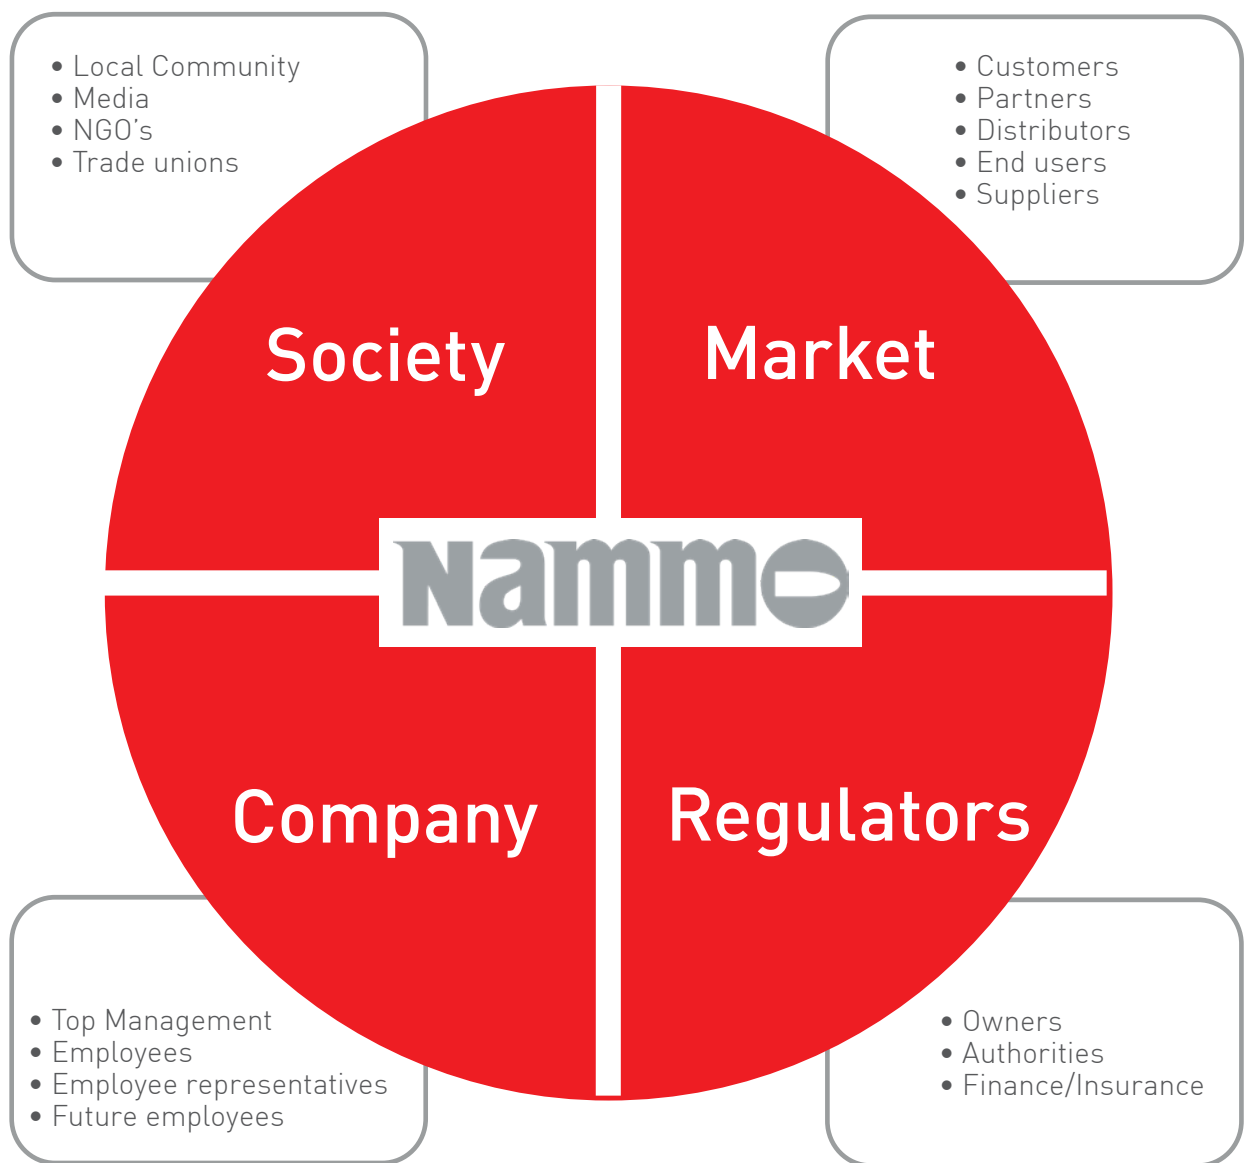 • Local Community
• Media
• NGO’s
• Trade unions
• Customers
• Partners
• Distributors
• End users
• Suppliers
Society
Market
Nammo
Company
Regulators
• Top Management
• Employees
• Employee representatives
• Future employees
• Owners
• Authorities
• Finance/Insurance